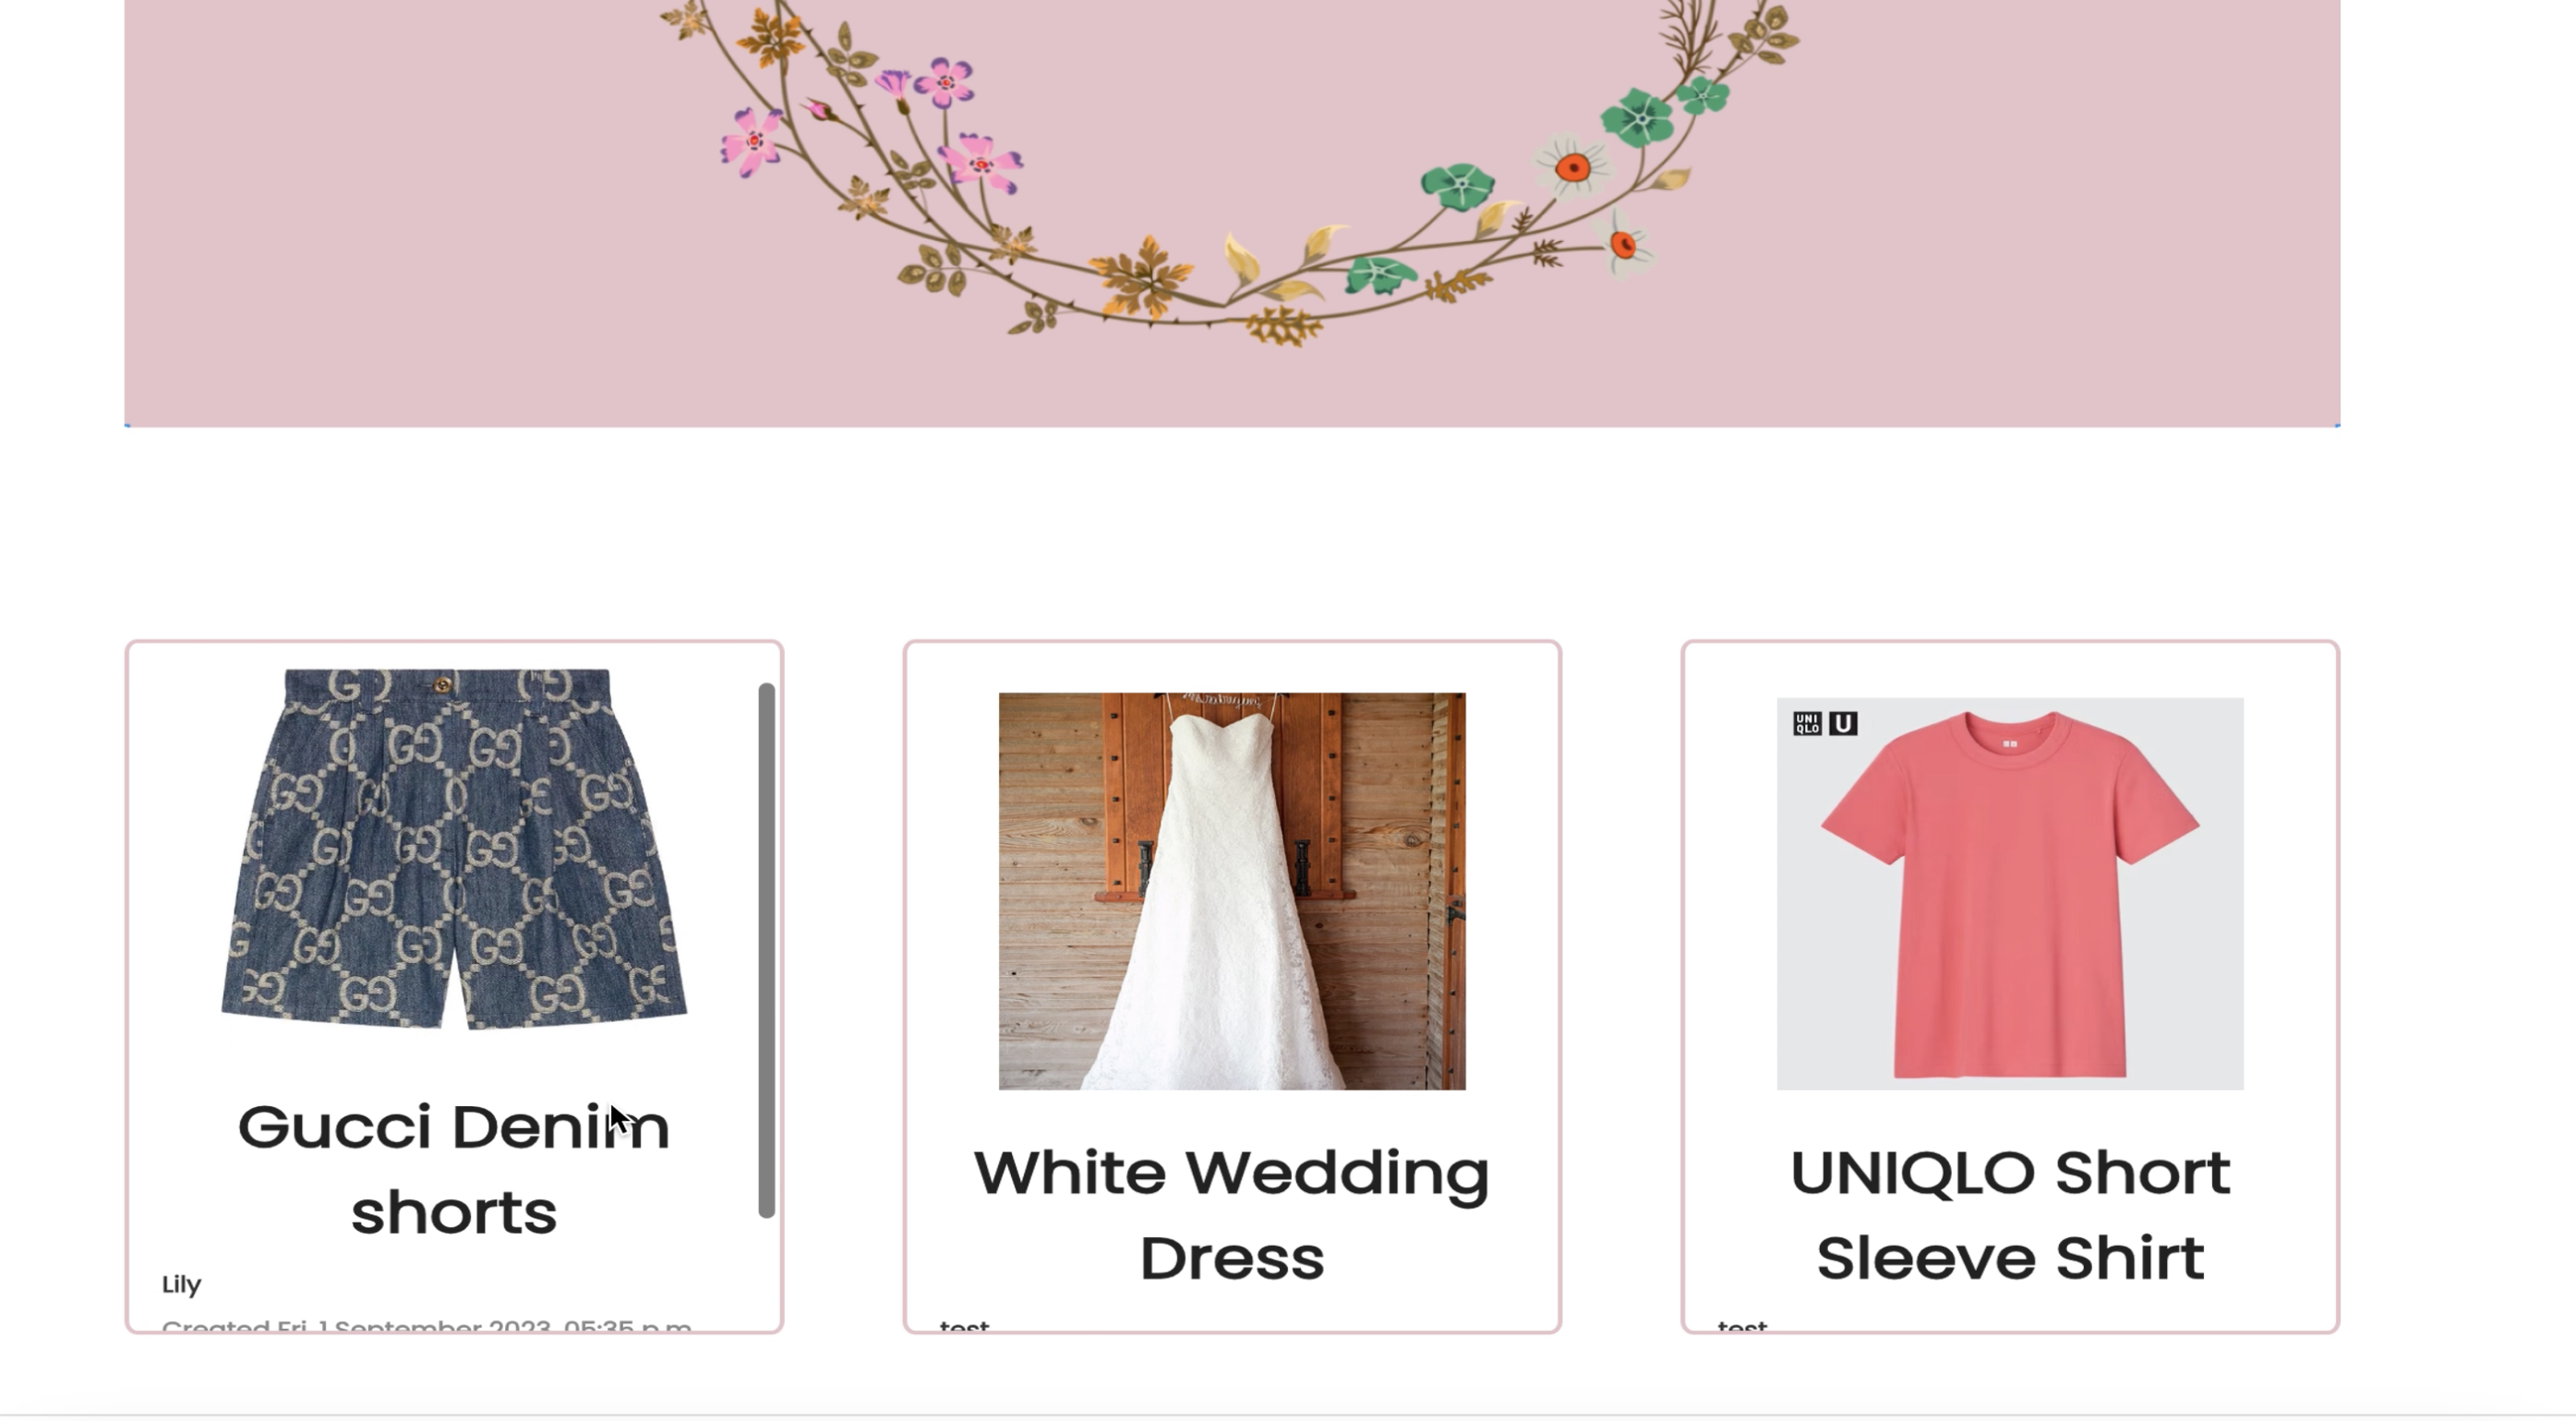 UNI
QLO U
Gucci Denim
shorts
Lily
Created Fri, 1 September 2023, 05:35 p.m.
White Wedding
Dress
test
UNIQLO Short
Sleeve Shirt
test